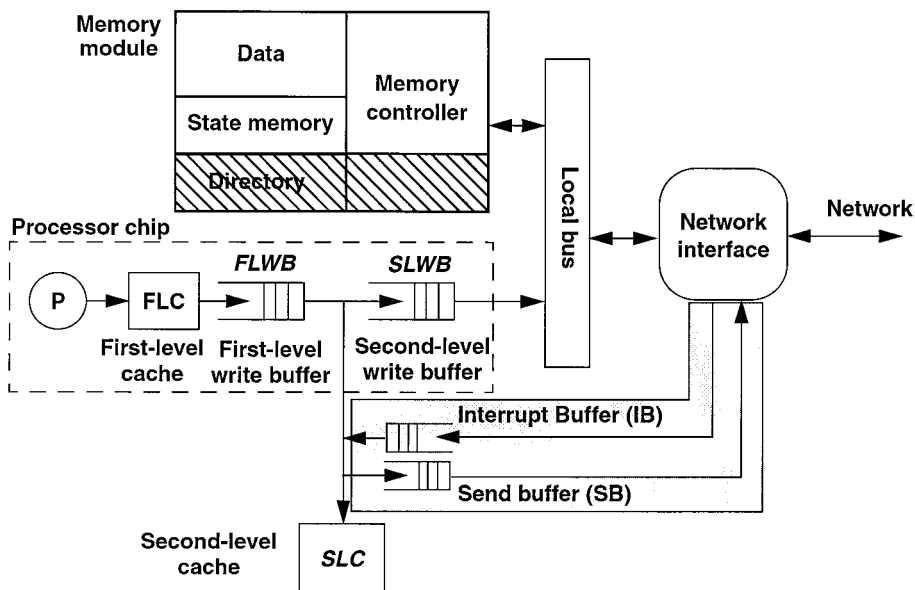 Memory
module
Data
Memory
controller
State memory
Directory
Local bus
Network
interface
Network
Processor chip
FLWB
SLWB
P
FLC
First-level
cache
First-level
write buffer
Second-level
write buffer
Interrupt Buffer (IB)
Send buffer (SB)
Second-level
cache
SLC